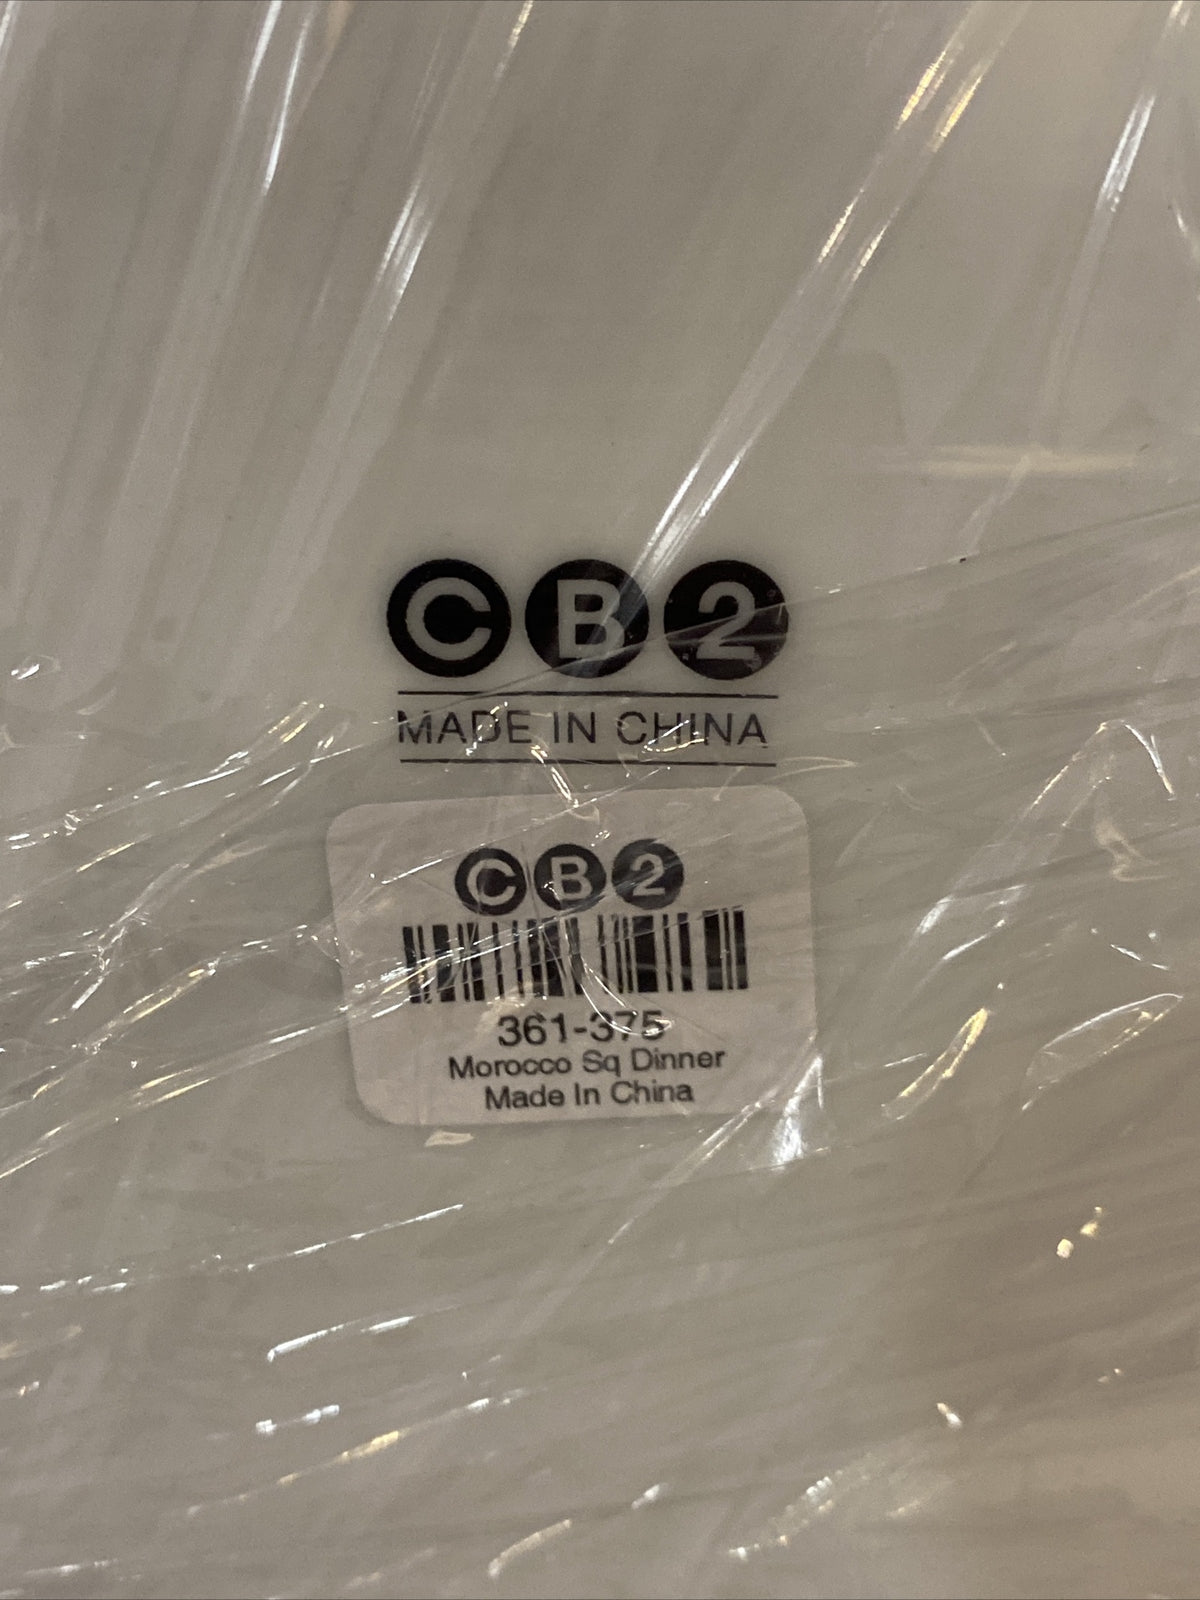 CB2
MADE IN CHINA
CB2
361-375
Morocco Sq Dinner
Made In China